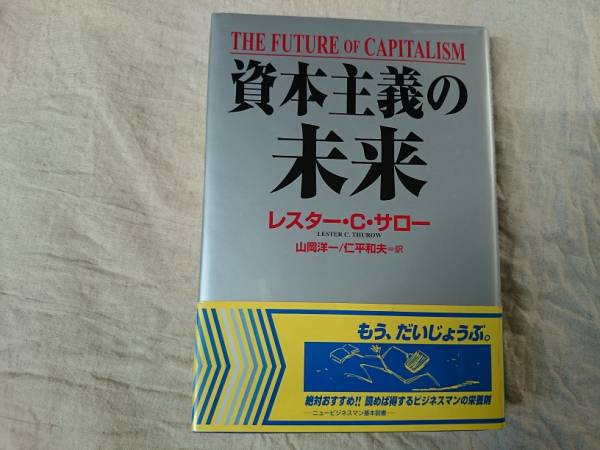 THE FUTURE OF CAPITALISM
資本主義の
未来
レスター・C・サロー
LESTER C. THUROW
山岡洋一/仁平和夫=訳
もう、だいじょうぶ。
絶対おすすめ!! 読めば得するビジネスマンの栄養剤
—ニュービジネスマン基本図書—